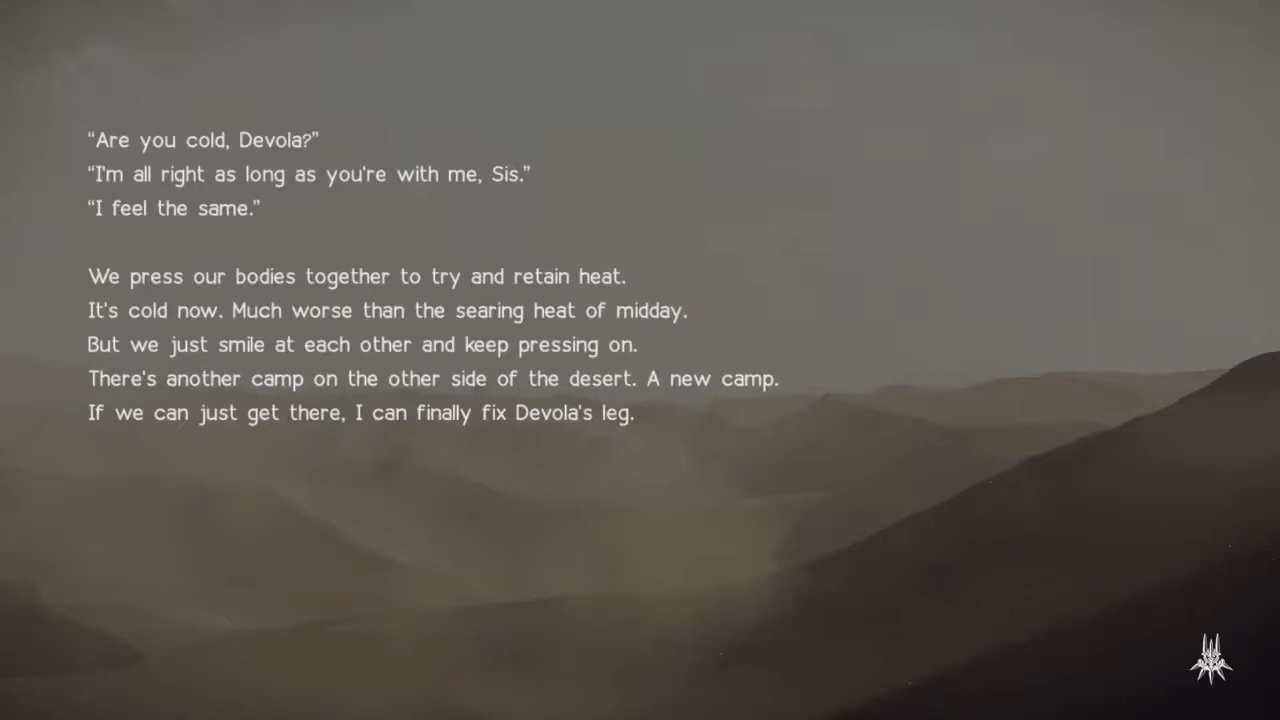 “Are you cold, Devola?”
“I'm all right as long as you're with me, Sis.”
“I feel the same.”
We press our bodies together to try and retain heat.
It's cold now. Much worse than the searing heat of midday.
But we just smile at each other and keep pressing on.
There's another camp on the other side of the desert. A new camp.
If we can just get there, I can finally fix Devola's leg.